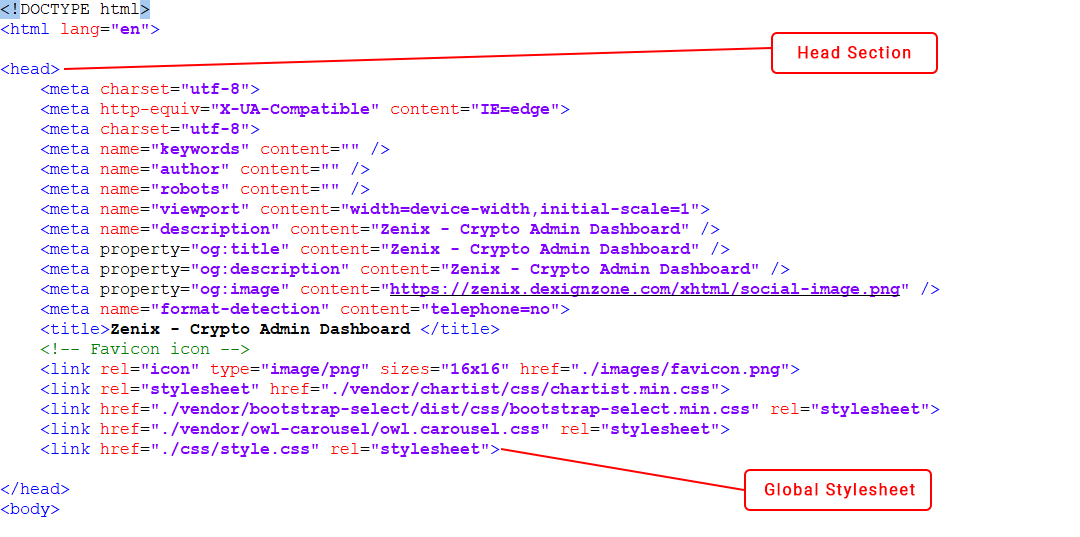 <!DOCTYPE html>
<html lang="en">
Head Section
<head>
    <meta charset="utf-8">
    <meta http-equiv="X-UA-Compatible" content="IE=edge">
    <meta charset="utf-8">
    <meta name="keywords" content="" />
    <meta name="author" content="" />
    <meta name="robots" content="" />
    <meta name="viewport" content="width=device-width,initial-scale=1">
    <meta name="description" content="Zenix - Crypto Admin Dashboard" />
    <meta property="og:title" content="Zenix - Crypto Admin Dashboard" />
    <meta property="og:description" content="Zenix - Crypto Admin Dashboard" />
    <meta property="og:image" content="https://zenix.dexignzone.com/xhtml/social-image.png" />
    <meta name="format-detection" content="telephone=no">
    <title>Zenix - Crypto Admin Dashboard </title>
    <!-- Favicon icon -->
    <link rel="icon" type="image/png" sizes="16x16" href="./images/favicon.png">
    <link rel="stylesheet" href="./vendor/chartist/css/chartist.min.css">
    <link href="./vendor/bootstrap-select/dist/css/bootstrap-select.min.css" rel="stylesheet">
    <link href="./vendor/owl-carousel/owl.carousel.css" rel="stylesheet">
    <link href="./css/style.css" rel="stylesheet">
Global Stylesheet
</head>
<body>